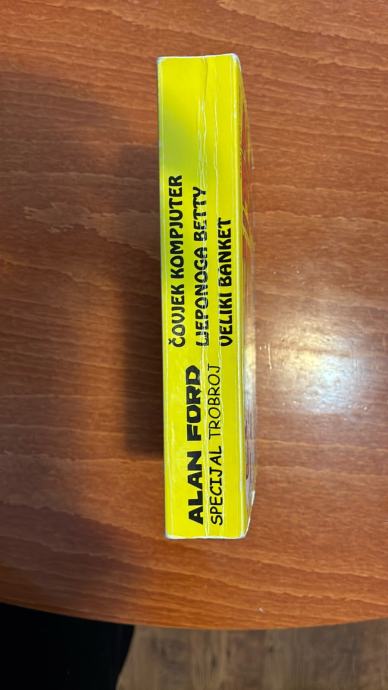 ALAN FORD
SPECIJAL TROBROJ
ČOVJEK KOMPJUTER
LJEPONOGA BETTY
VELIKI BANKET